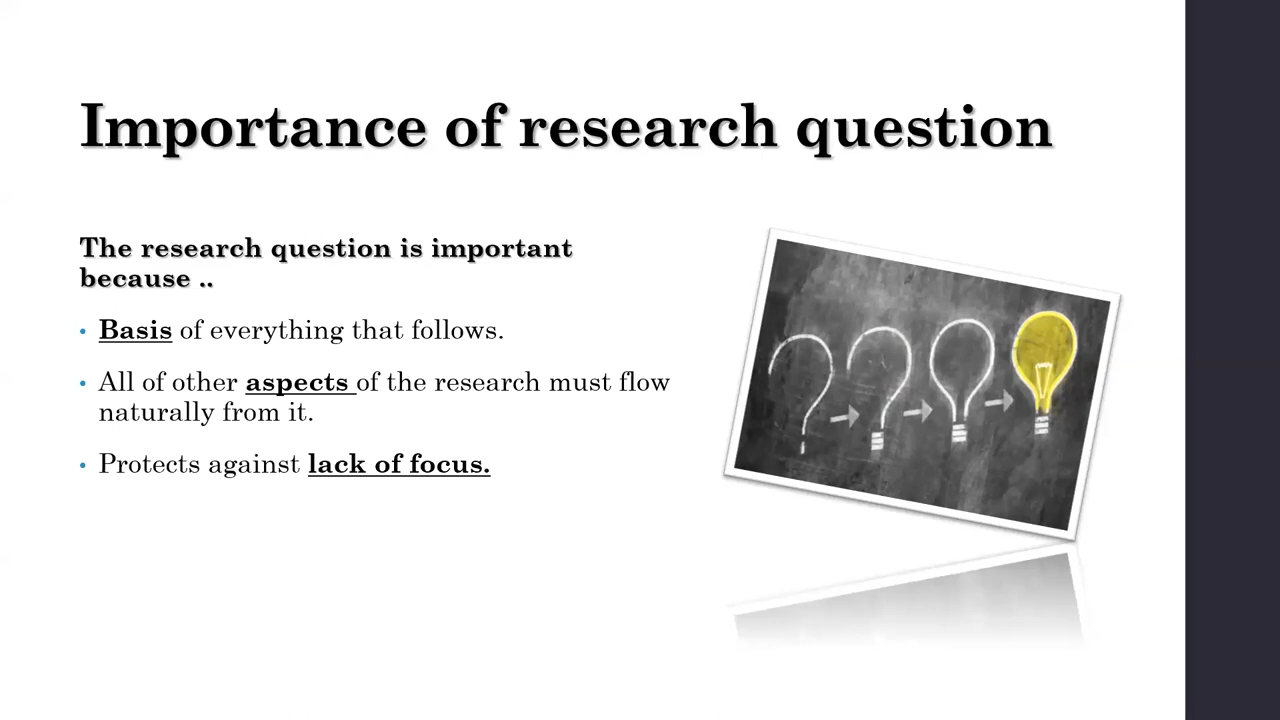 Importance of research question
The research question is important
because ..
• Basis of everything that follows.
• All of other aspects of the research must flow
naturally from it.
• Protects against lack of focus.